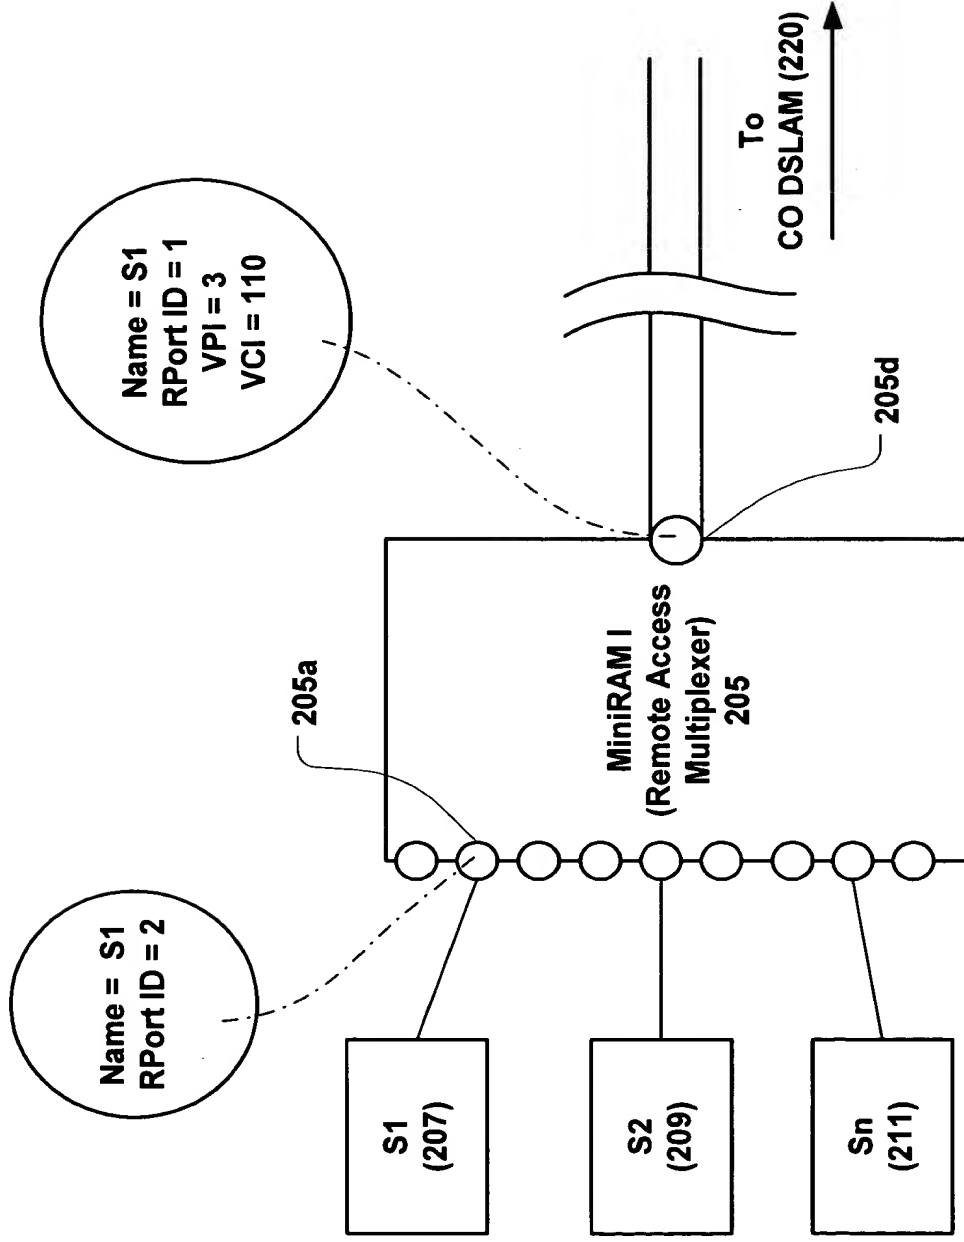 Name = S1
RPort ID = 2
Name = S1
RPort ID = 1
VPI = 3
VCI = 110
205a
205d
S1
(207)
S2
(209)
Sn
(211)
MiniRAM I
(Remote Access
Multiplexer)
205
To
CO DSLAM (220)